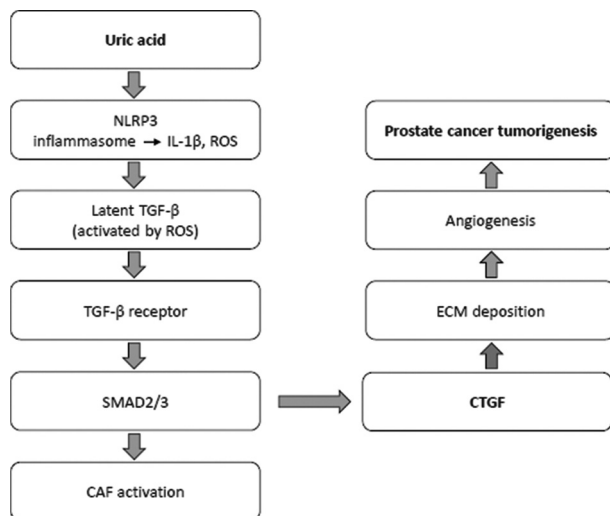 Uric acid
NLRP3
inflammasome → IL-1β, ROS
Latent TGF-β
(activated by ROS)
TGF-β receptor
SMAD2/3
CAF activation
Prostate cancer tumorigenesis
Angiogenesis
ECM deposition
CTGF